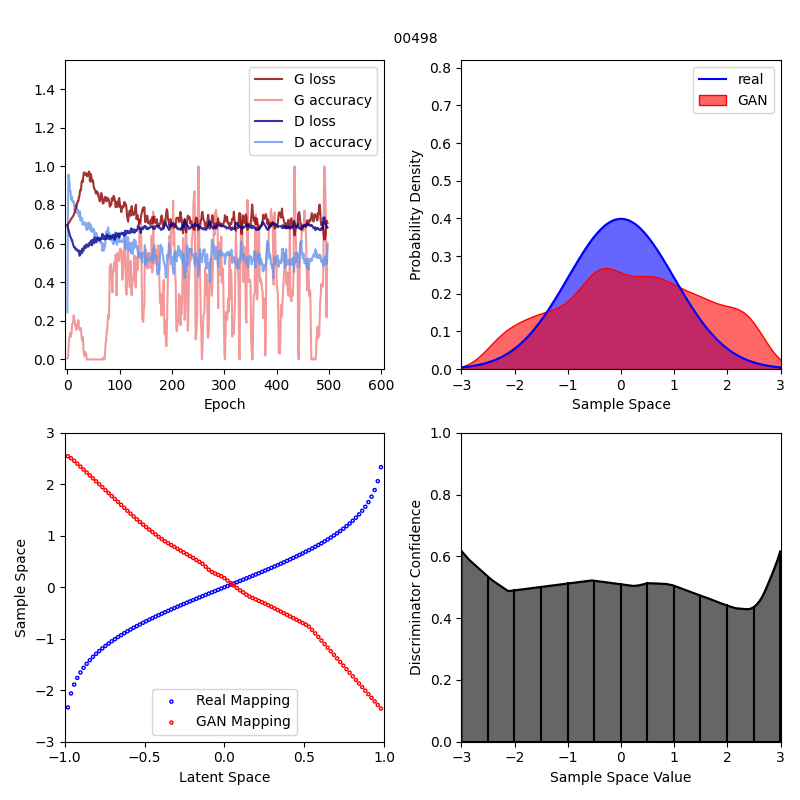 00498
G loss
G accuracy
D loss
D accuracy
1.4
1.2
1.0
0.8
0.6
0.4
0.2
0.0
0 100 200 300 400 500 600
Epoch
real
GAN
Probability Density
0.8
0.7
0.6
0.5
0.4
0.3
0.2
0.1
0.0
−3 −2 −1 0 1 2 3
Sample Space
Sample Space
3
2
1
0
−1
−2
−3
Real Mapping
GAN Mapping
−1.0 −0.5 0.0 0.5 1.0
Latent Space
Discriminator Confidence
1.0
0.8
0.6
0.4
0.2
0.0
−3 −2 −1 0 1 2 3
Sample Space Value